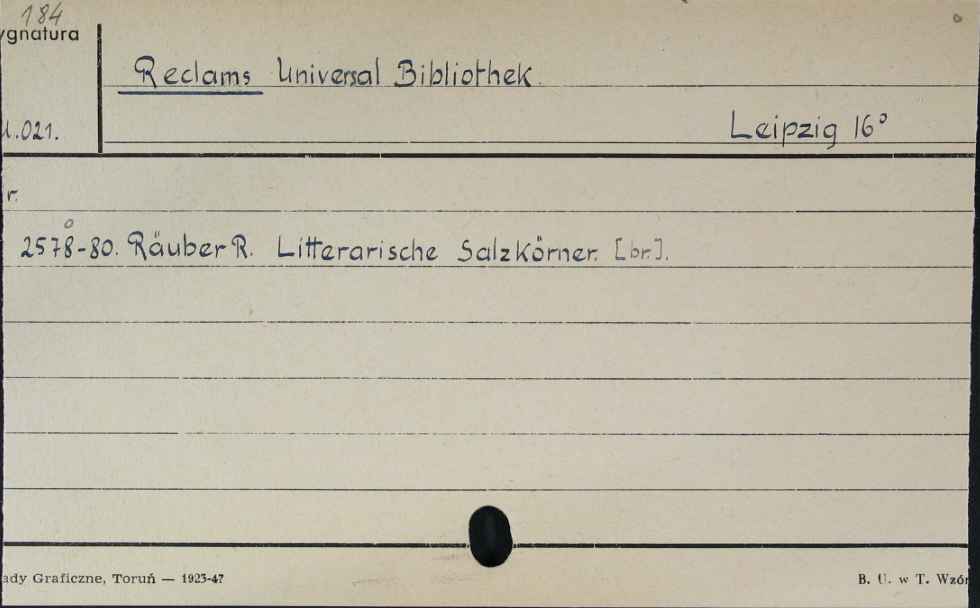 184
ygnatura
Reclams Universal Bibliothek.
Leipzig 16°
.021.
r.
2578-80. Räuber R. Litterarische Salzkörner. [br.].
ady Graficzne, Toruń — 1923-47
B. U. w T. Wzór